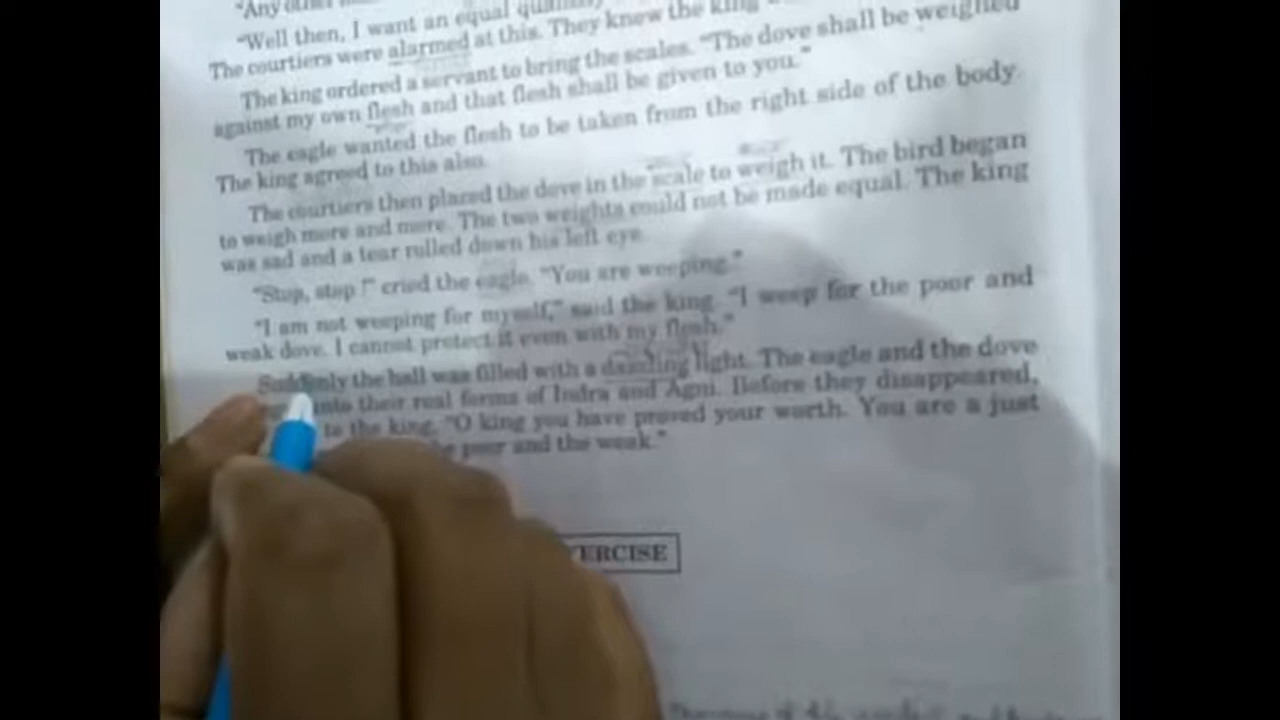 "Any other
"Well then, I want an equal quantity
The courtiers were alarmed at this. They knew the king
The king ordered a servant to bring the scales. "The dove shall be weighed
against my own flesh and that flesh shall be given to you."
The eagle wanted the flesh to be taken from the right side of the body.
The king agreed to this also.
The courtiers then placed the dove in the scale to weigh it. The bird began
to weigh more and more. The two weights could not be made equal. The king
was sad and a tear rolled down his left eye.
"Stop, stop !" cried the eagle. "You are weeping."
"I am not weeping for myself," said the king. "I weep for the poor and
weak dove. I cannot protect it even with my flesh."
Suddenly the hall was filled with a dazzling light. The eagle and the dove
into their real forms of Indra and Agni. Before they disappeared,
to the king, "O king you have proved your worth. You are a just
poor and the weak."
ERCISE